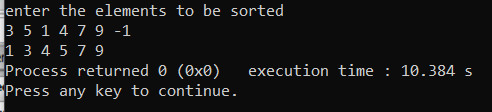 enter the elements to be sorted
3 5 1 4 7 9 -1
1 3 4 5 7 9
Process returned 0 (0x0)   execution time : 10.384 s
Press any key to continue.